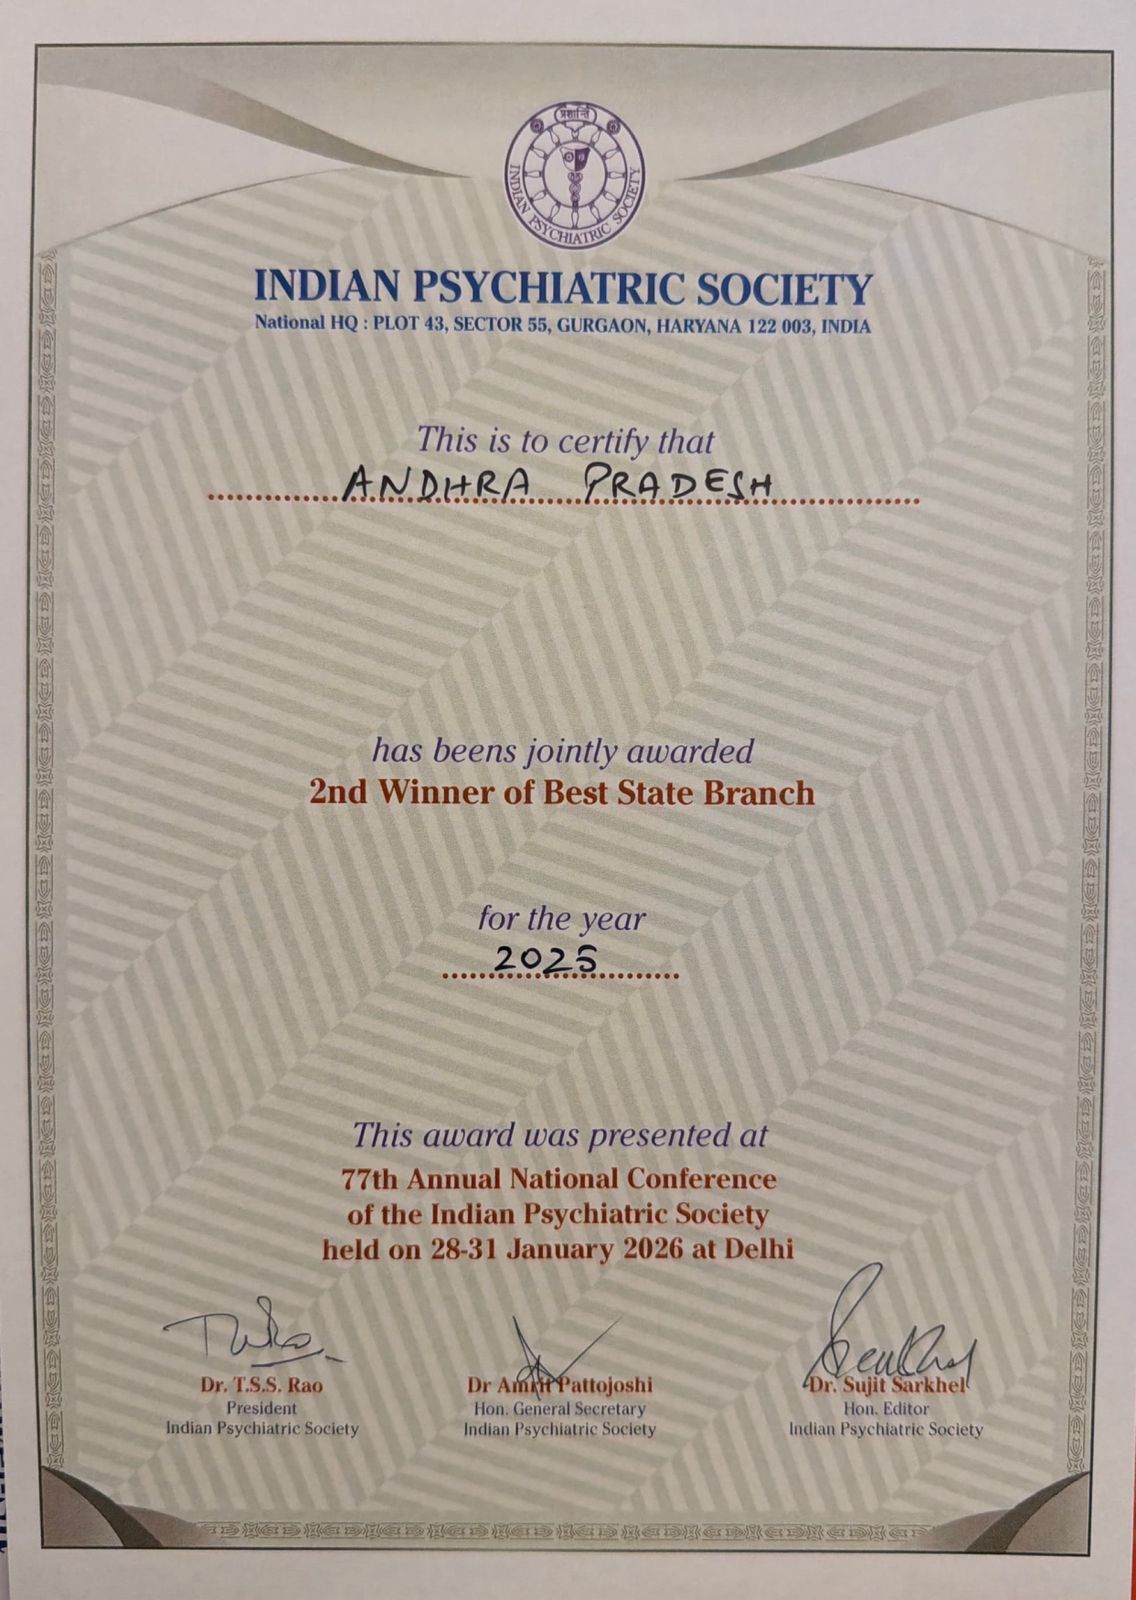 प्रशान्ति
INDIAN PSYCHIATRIC SOCIETY
INDIAN PSYCHIATRIC SOCIETY
National HQ : PLOT 43, SECTOR 55, GURGAON, HARYANA 122 003, INDIA
This is to certify that
ANDHRA PRADESH
has beens jointly awarded
2nd Winner of Best State Branch
for the year
2025
This award was presented at
77th Annual National Conference
of the Indian Psychiatric Society
held on 28-31 January 2026 at Delhi
Dr. T.S.S. Rao
President
Indian Psychiatric Society
Dr Amrit Pattojoshi
Hon. General Secretary
Indian Psychiatric Society
Dr. Sujit Sarkhel
Hon. Editor
Indian Psychiatric Society